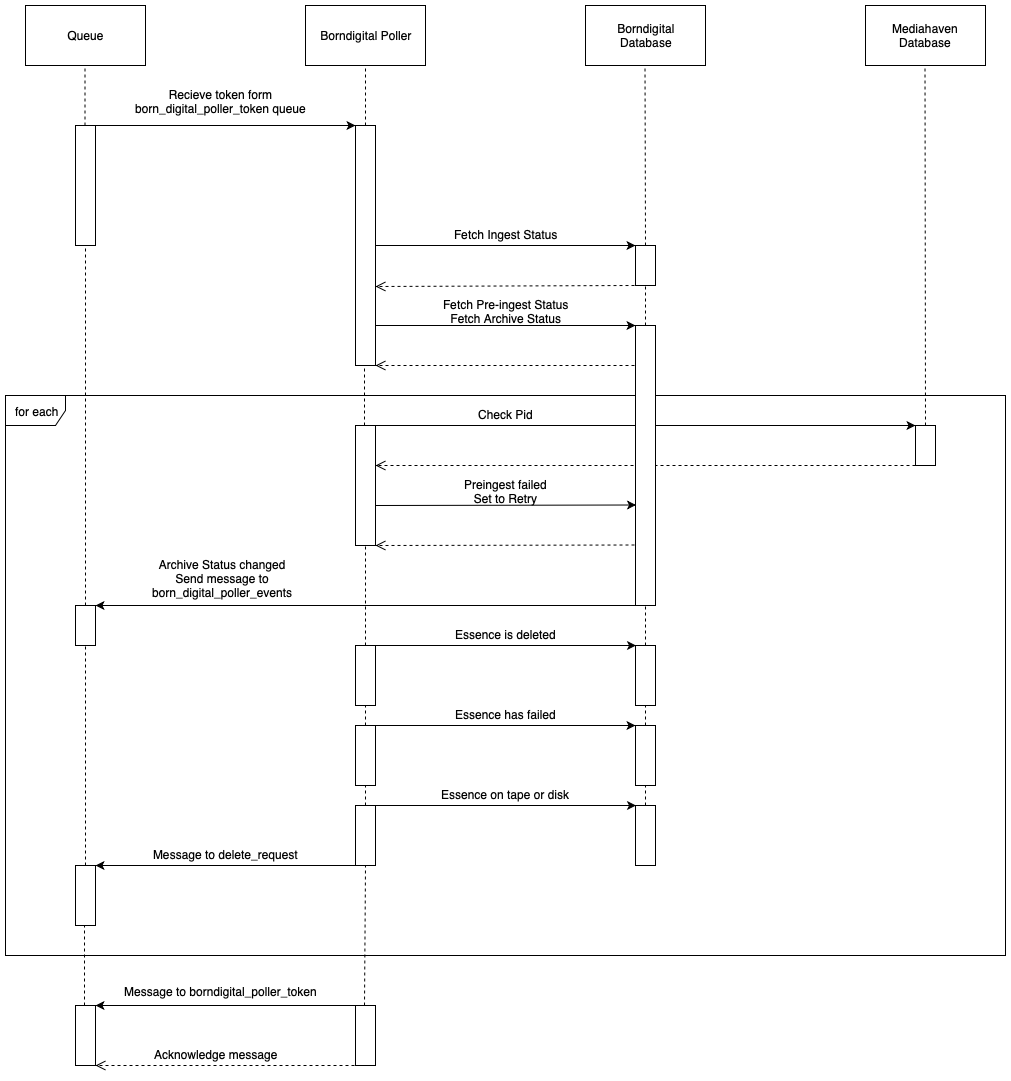 Queue
Borndigital Poller
Borndigital
Database
Mediahaven
Database
Recieve token form
born_digital_poller_token queue
Fetch Ingest Status
Fetch Pre-ingest Status
Fetch Archive Status
for each
Check Pid
Preingest failed
Set to Retry
Archive Status changed
Send message to
born_digital_poller_events
Essence is deleted
Essence has failed
Essence on tape or disk
Message to delete_request
Message to borndigital_poller_token
Acknowledge message